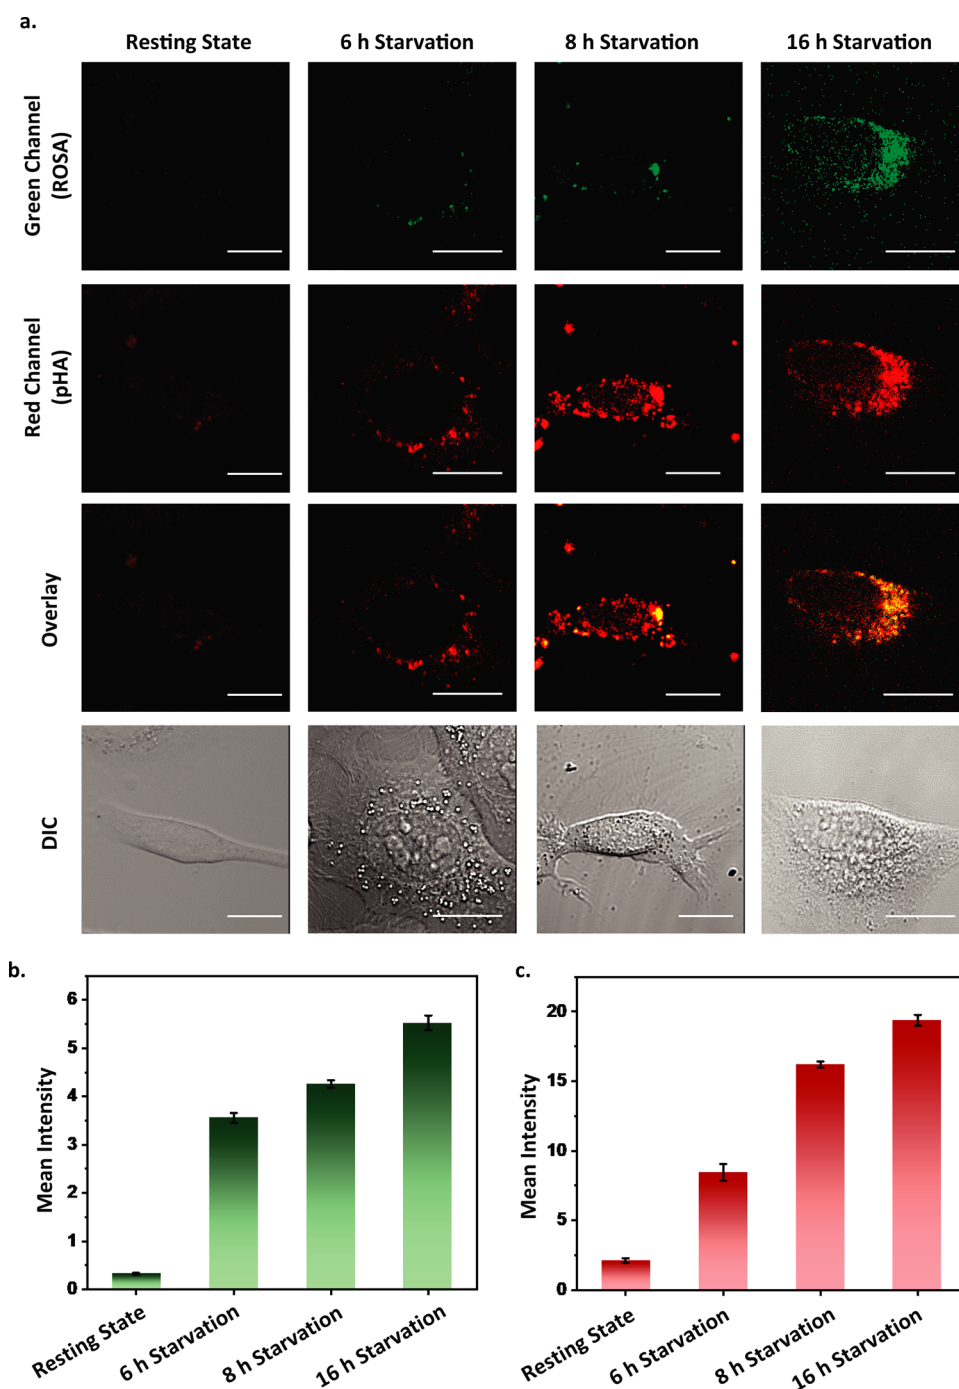 a.
Resting State
6 h Starvation
8 h Starvation
16 h Starvation
Green Channel
(ROSA)
Red Channel
(pHA)
Overlay
DIC
b.
Mean Intensity
6
5
4
3
2
1
0
Resting State
6 h Starvation
8 h Starvation
16 h Starvation
c.
Mean Intensity
20
15
10
5
0
Resting State
6 h Starvation
8 h Starvation
16 h Starvation